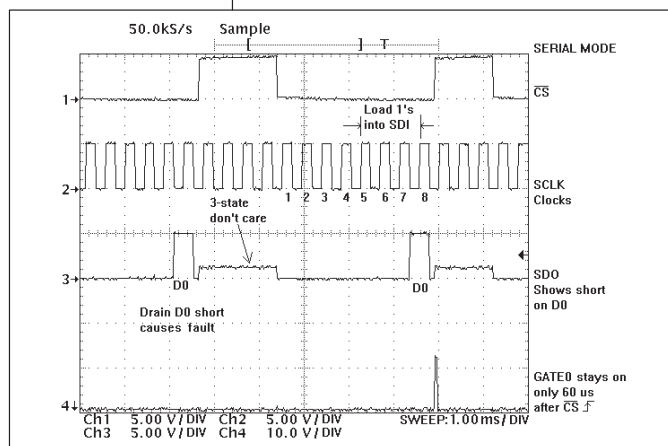 50.0kS/s Sample
[ ] T
SERIAL MODE
CS
1
Load 1's
into SDI
2
1 2 3 4 5 6 7 8
SCLK
Clocks
3-state
don't care
3
D0 D0
SDO
Shows short
on D0
Drain D0 short
causes fault
4
GATE0 stays on
only 60 us
after CS
Ch1 5.00 V/DIV Ch2 5.00 V/DIV SWEEP:1.00ms/DIV
Ch3 5.00 V/DIV Ch4 10.0 V/DIV